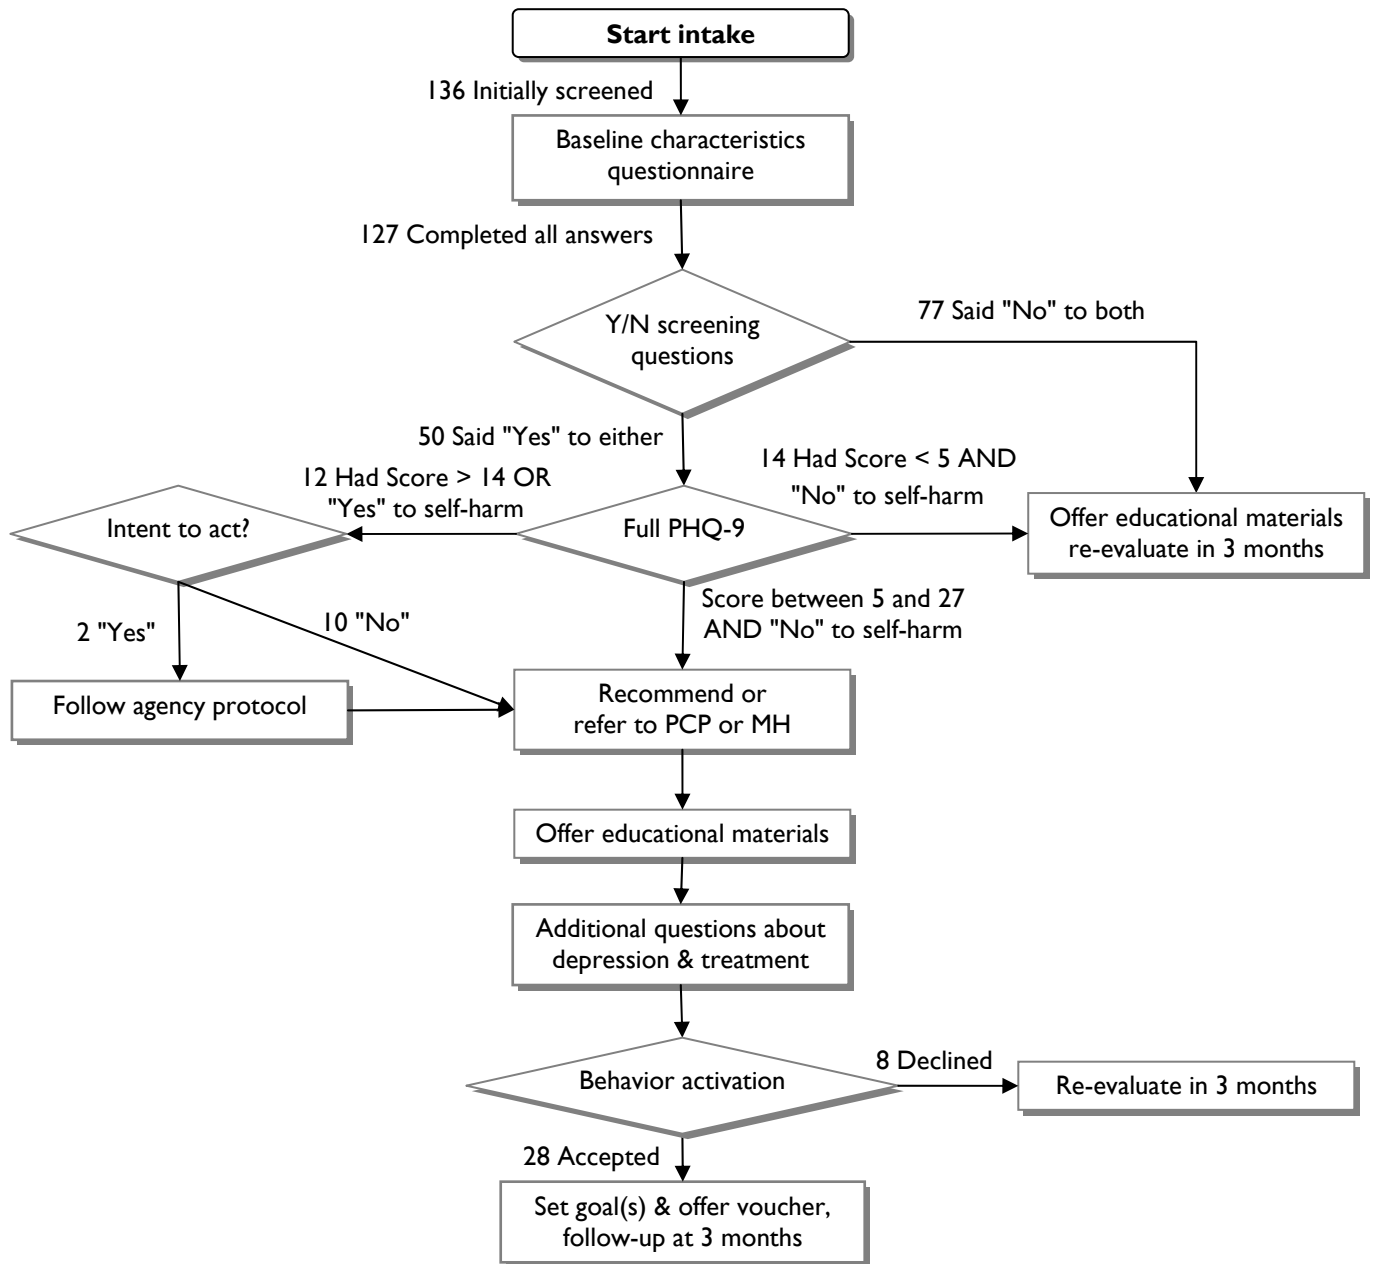 Start intake
136 Initially screened
Baseline characteristics
questionnaire
127 Completed all answers
Y/N screening
questions
77 Said "No" to both
50 Said "Yes" to either
12 Had Score > 14 OR
"Yes" to self-harm
14 Had Score < 5 AND
"No" to self-harm
Intent to act?
Full PHQ-9
Offer educational materials
re-evaluate in 3 months
2 "Yes"
10 "No"
Score between 5 and 27
AND "No" to self-harm
Follow agency protocol
Recommend or
refer to PCP or MH
Offer educational materials
Additional questions about
depression & treatment
Behavior activation
8 Declined
Re-evaluate in 3 months
28 Accepted
Set goal(s) & offer voucher,
follow-up at 3 months